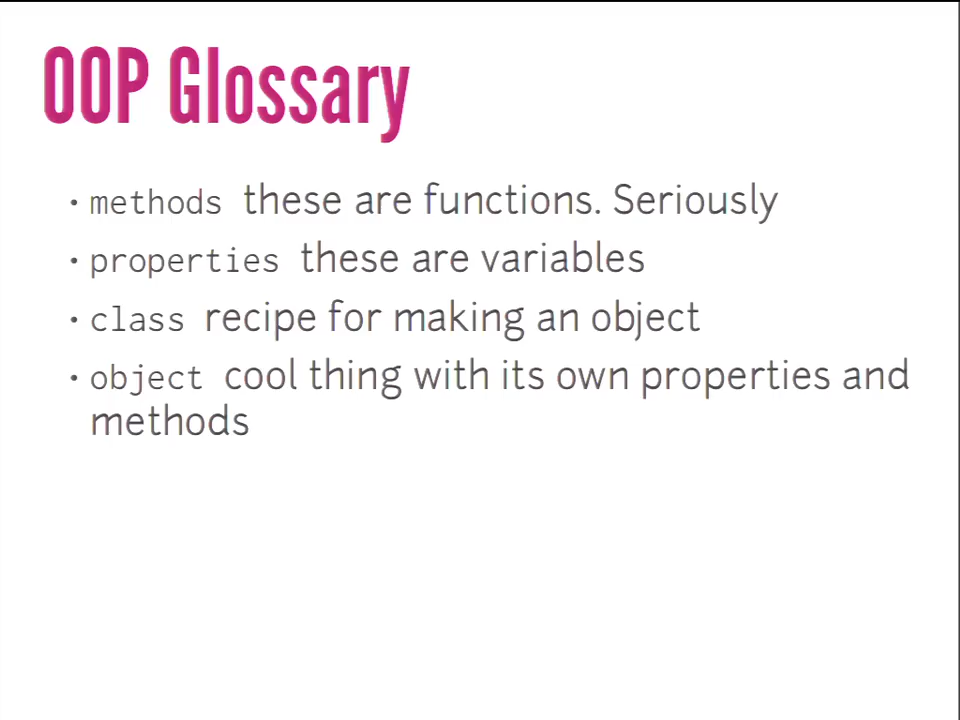 OOP Glossary
• methods these are functions. Seriously
• properties these are variables
• class recipe for making an object
• object cool thing with its own properties and
methods